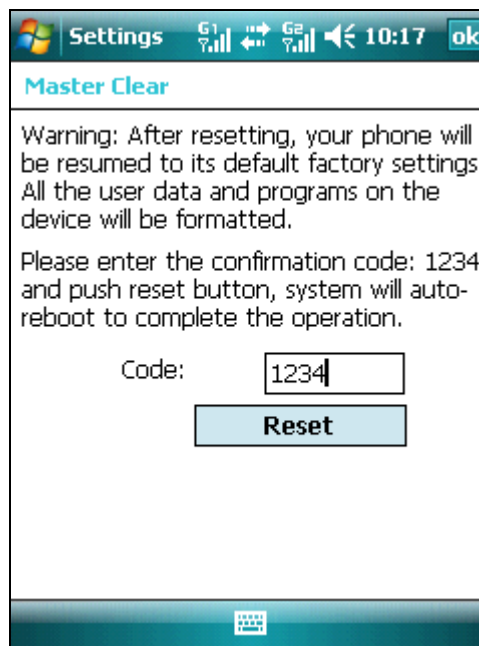 Settings G1 G2 10:17 ok
Master Clear
Warning: After resetting, your phone will
be resumed to its default factory settings
All the user data and programs on the
device will be formatted.
Please enter the confirmation code: 1234
and push reset button, system will auto-
reboot to complete the operation.
Code: 1234
Reset